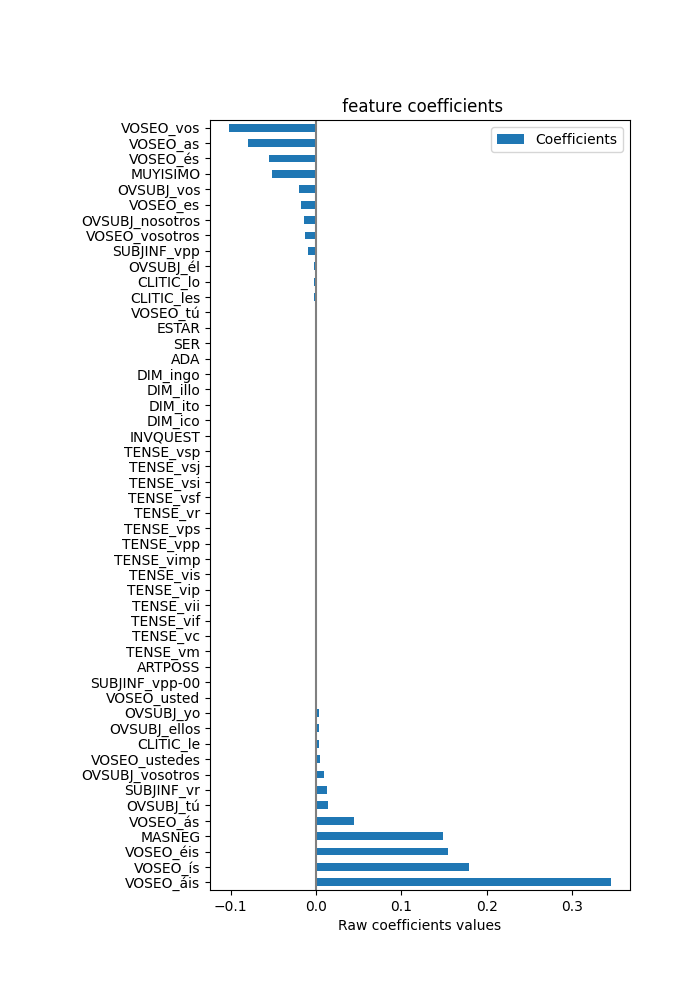 feature coefficients
Coefficients
VOSEO_vos
VOSEO_as
VOSEO_és
MUYISIMO
OVSUBJ_vos
VOSEO_es
OVSUBJ_nosotros
VOSEO_vosotros
SUBJINF_vpp
OVSUBJ_él
CLITIC_lo
CLITIC_les
VOSEO_tú
ESTAR
SER
ADA
DIM_ingo
DIM_illo
DIM_ito
DIM_ico
INVQUEST
TENSE_vsp
TENSE_vsj
TENSE_vsi
TENSE_vsf
TENSE_vr
TENSE_vps
TENSE_vpp
TENSE_vimp
TENSE_vis
TENSE_vip
TENSE_vii
TENSE_vif
TENSE_vc
TENSE_vm
ARTPOSS
SUBJINF_vpp-00
VOSEO_usted
OVSUBJ_yo
OVSUBJ_ellos
CLITIC_le
VOSEO_ustedes
OVSUBJ_vosotros
SUBJINF_vr
OVSUBJ_tú
VOSEO_ás
MASNEG
VOSEO_éis
VOSEO_ís
VOSEO_áis
−0.1 0.0 0.1 0.2 0.3
Raw coefficients values